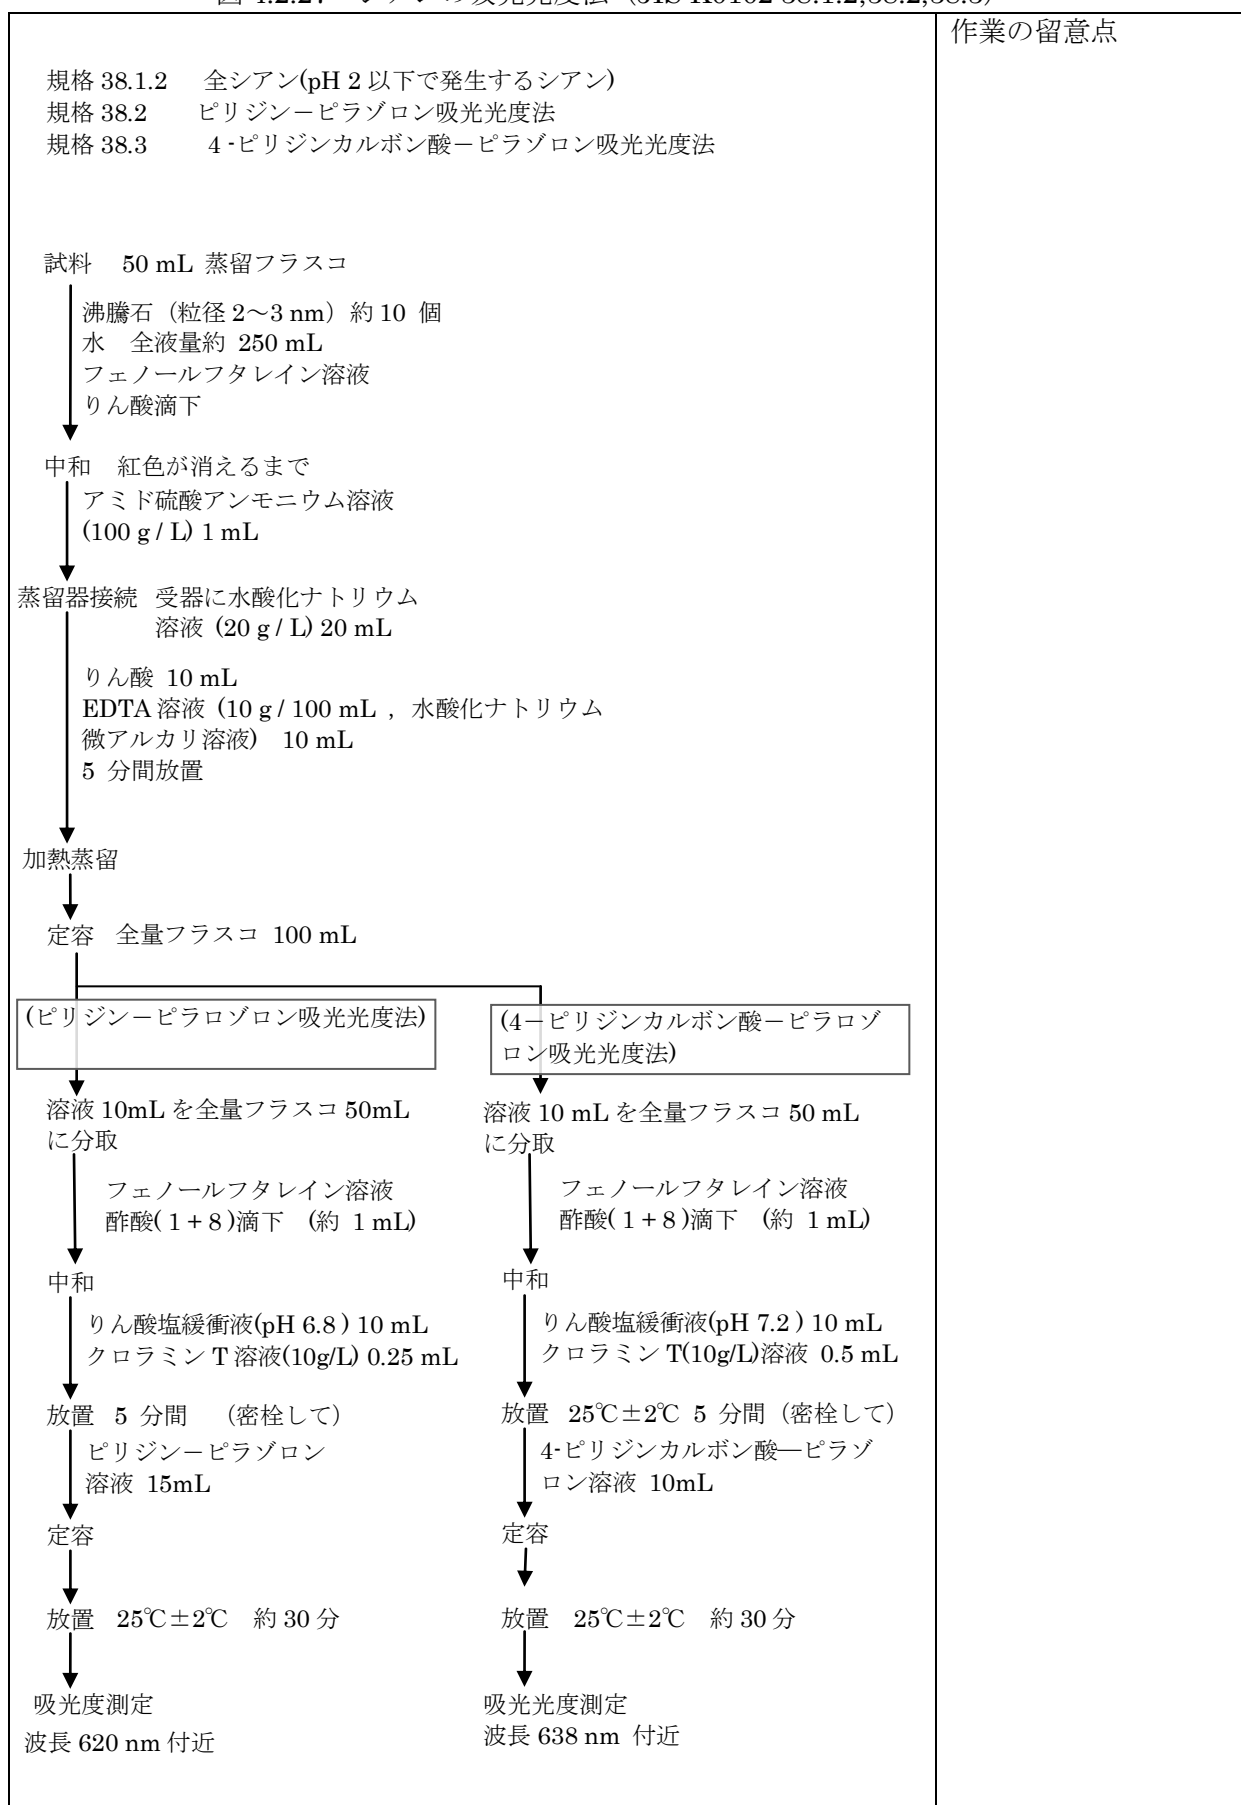 作業の留意点
規格 38.1.2 全シアン(pH 2 以下で発生するシアン)
規格 38.2 ピリジン－ピラゾロン吸光光度法
規格 38.3 4‐ピリジンカルボン酸－ピラゾロン吸光光度法
試料 50 mL 蒸留フラスコ
沸騰石（粒径 2～3 nm）約 10 個
水 全液量約 250 mL
フェノールフタレイン溶液
りん酸滴下
中和 紅色が消えるまで
アミド硫酸アンモニウム溶液
(100 g / L) 1 mL
蒸留器接続 受器に水酸化ナトリウム
溶液 (20 g / L) 20 mL
りん酸 10 mL
EDTA 溶液 (10 g / 100 mL ，水酸化ナトリウム
微アルカリ溶液) 10 mL
5 分間放置
加熱蒸留
定容 全量フラスコ 100 mL
(ピリジン－ピラロゾロン吸光光度法)
溶液 10mL を全量フラスコ 50mL
に分取
フェノールフタレイン溶液
酢酸( 1 + 8 )滴下 (約 1 mL)
中和
りん酸塩緩衝液(pH 6.8 ) 10 mL
クロラミン T 溶液(10g/L) 0.25 mL
放置 5 分間 （密栓して）
ピリジン－ピラゾロン
溶液 15mL
定容
放置 25℃±2℃ 約 30 分
吸光度測定
波長 620 nm 付近
(4－ピリジンカルボン酸－ピラロゾ
ロン吸光光度法)
溶液 10 mL を全量フラスコ 50 mL
に分取
フェノールフタレイン溶液
酢酸( 1 + 8 )滴下 (約 1 mL)
中和
りん酸塩緩衝液(pH 7.2 ) 10 mL
クロラミン T(10g/L)溶液 0.5 mL
放置 25℃±2℃ 5 分間（密栓して）
4‐ピリジンカルボン酸―ピラゾ
ロン溶液 10mL
定容
放置 25℃±2℃ 約 30 分
吸光光度測定
波長 638 nm 付近